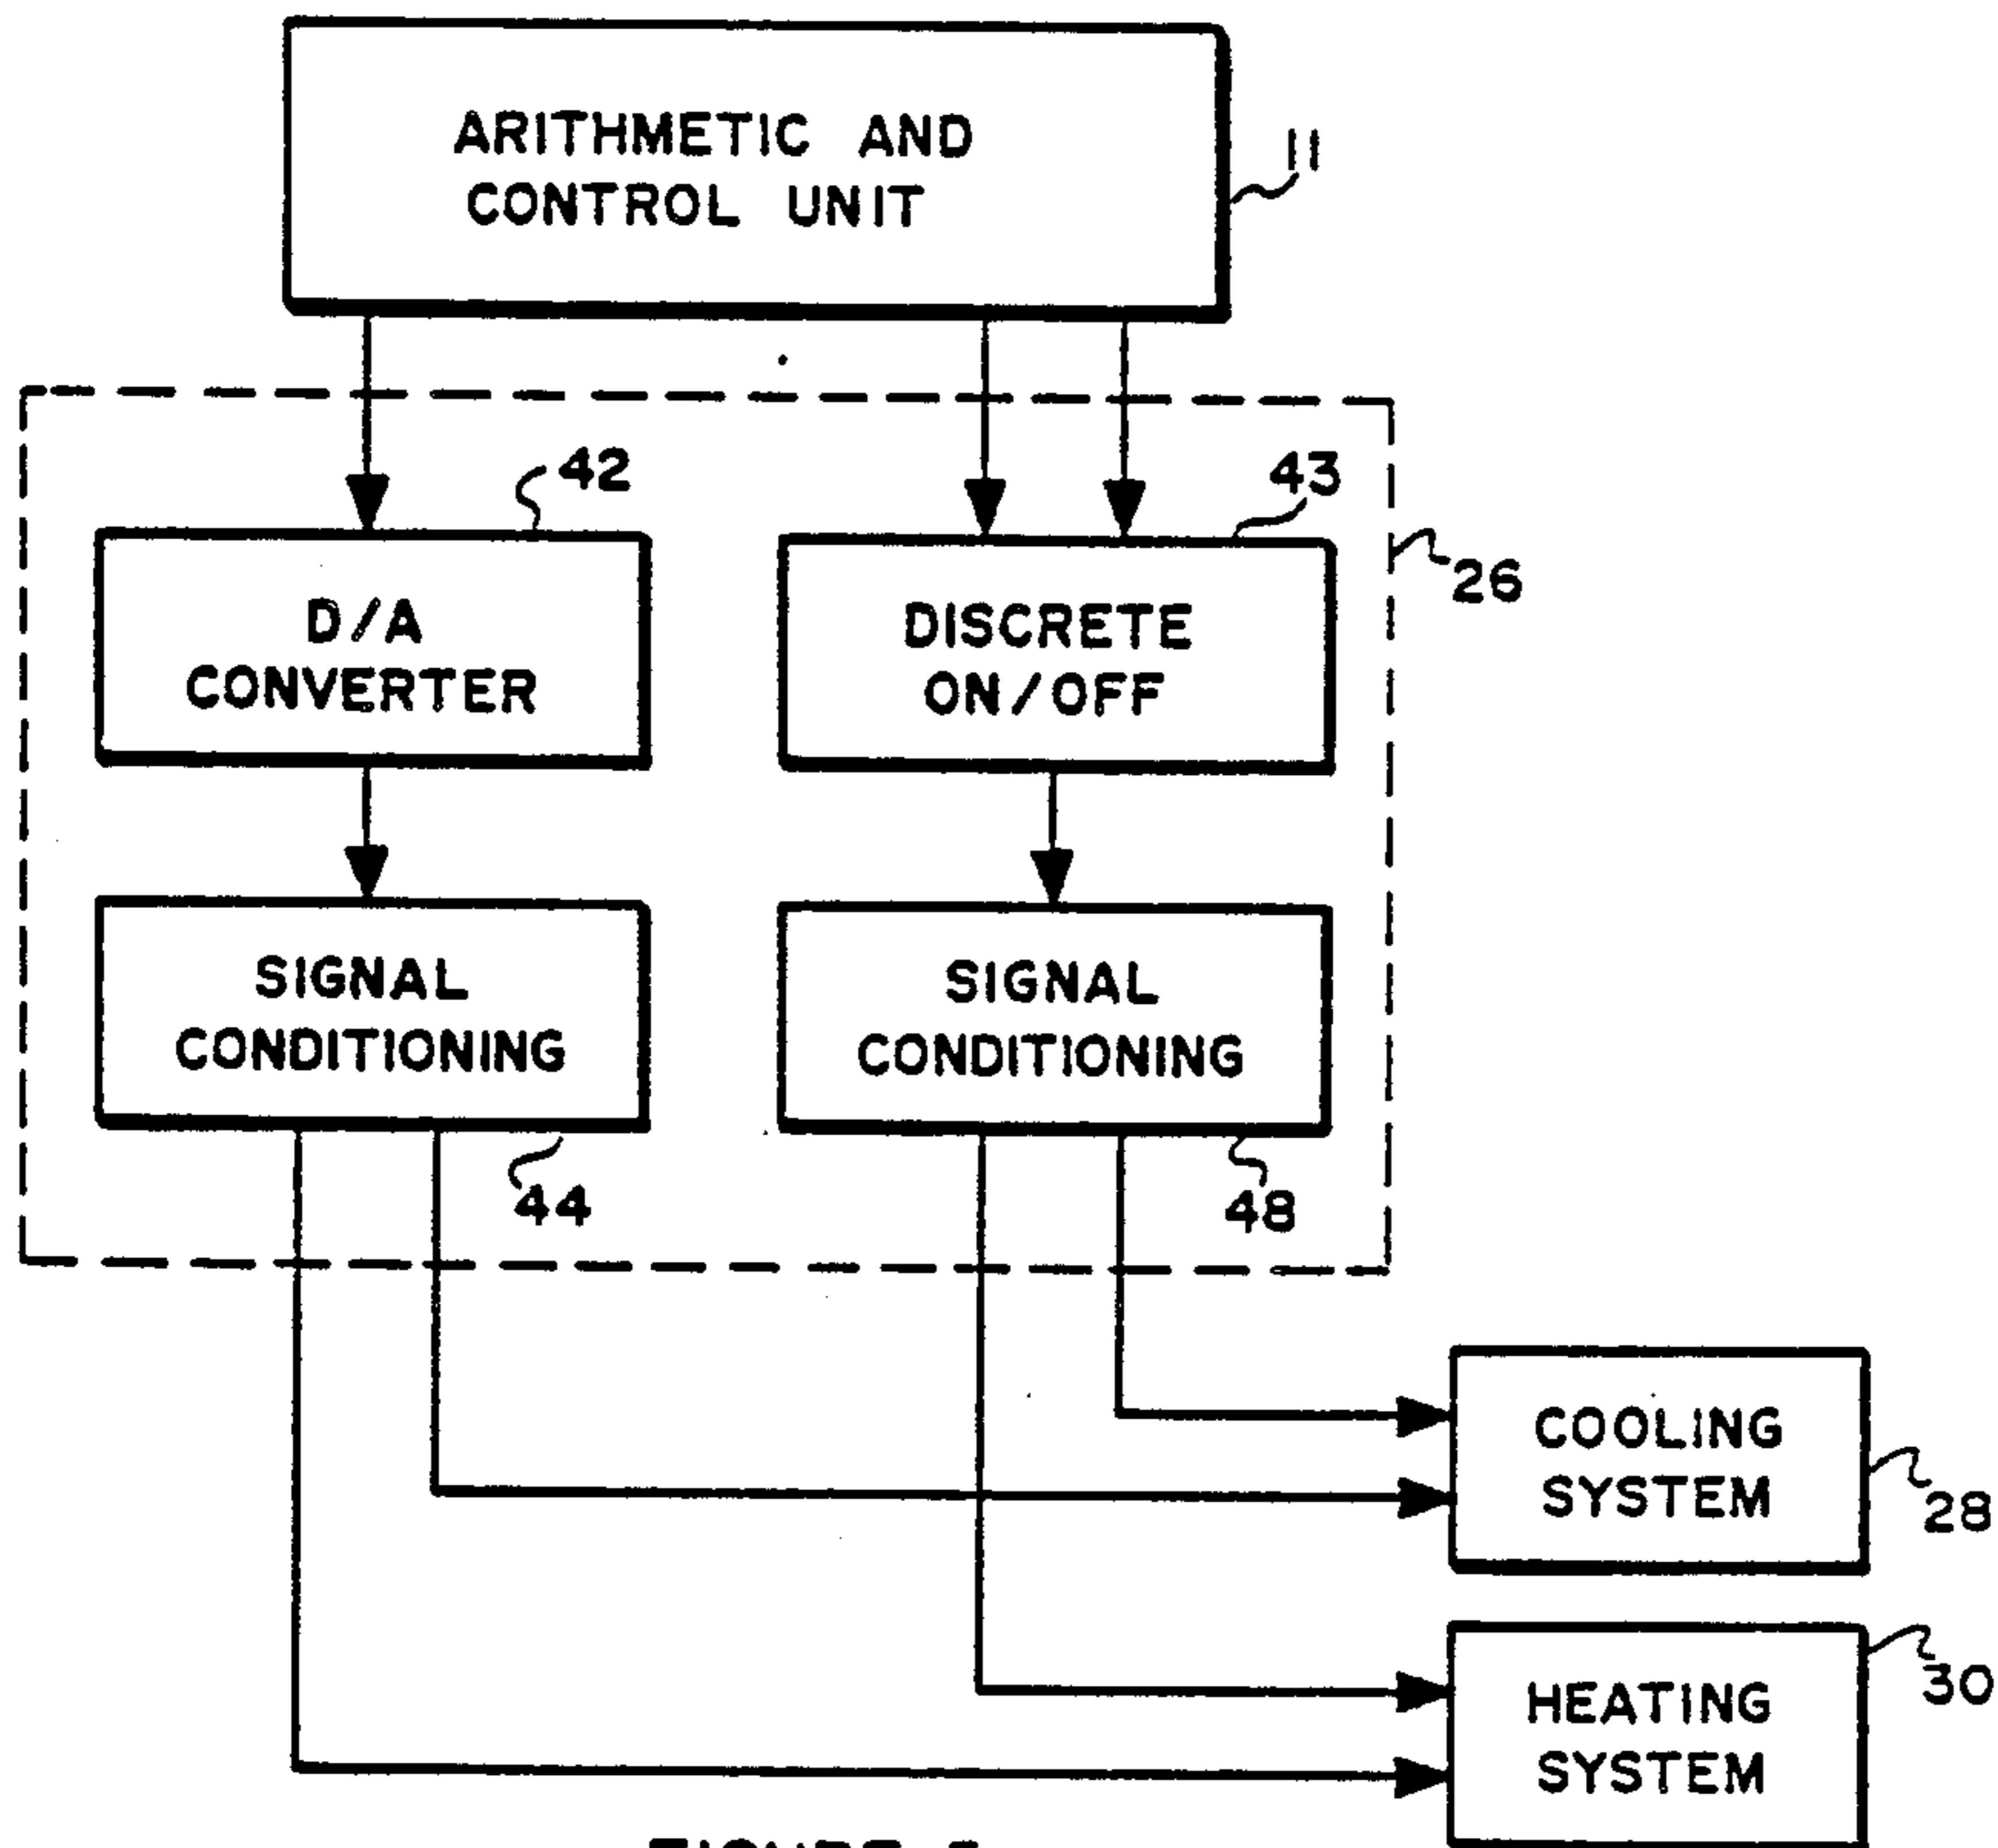 ARITHMETIC AND
CONTROL UNIT
11
42
43
D/A
CONVERTER
DISCRETE
ON/OFF
26
SIGNAL
CONDITIONING
SIGNAL
CONDITIONING
44
48
COOLING
SYSTEM
28
HEATING
SYSTEM
30